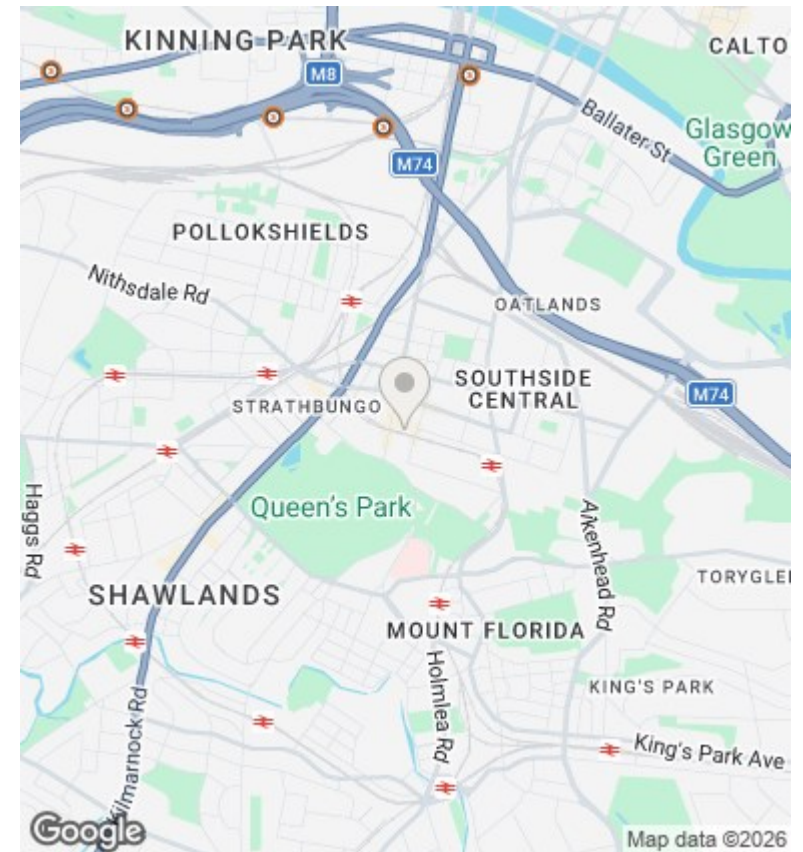 KINNING PARK
CALTO
M8
Ballater St
Glasgow
Green
M74
POLLOKSHIELDS
Nithsdale Rd
OATLANDS
SOUTHSIDE
CENTRAL
M74
STRATHBUNGO
Queen's Park
Haggs Rd
Aikenhead Rd
TORYGLEN
SHAWLANDS
MOUNT FLORIDA
Holmlea Rd
KING'S PARK
Kilmarnock Rd
King's Park Ave
Google
Map data ©2026